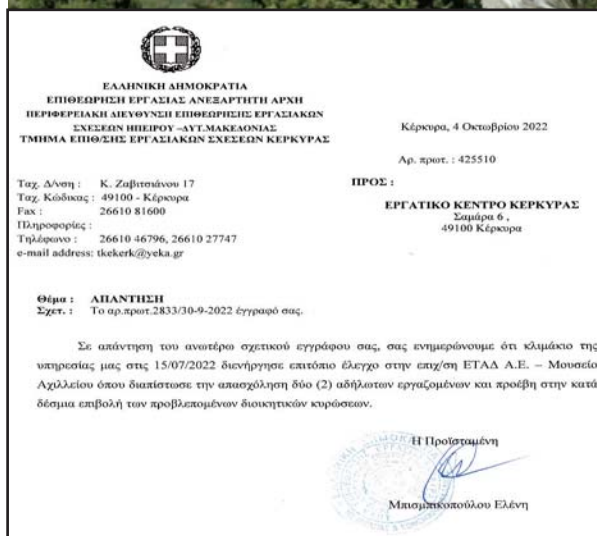 ΕΛΛΗΝΙΚΗ ΔΗΜΟΚΡΑΤΙΑ
ΕΠΙΘΕΩΡΗΣΗ ΕΡΓΑΣΙΑΣ ΑΝΕΞΑΡΤΗΤΗ ΑΡΧΗ
ΠΕΡΙΦΕΡΕΙΑΚΗ ΔΙΕΥΘΥΝΣΗ ΕΠΙΘΕΩΡΗΣΗΣ ΕΡΓΑΣΙΑΚΩΝ
ΣΧΕΣΕΩΝ ΗΠΕΙΡΟΥ –ΔΥΤ.ΜΑΚΕΔΟΝΙΑΣ
ΤΜΗΜΑ ΕΠΙΘ/ΣΗΣ ΕΡΓΑΣΙΑΚΩΝ ΣΧΕΣΕΩΝ ΚΕΡΚΥΡΑΣ
Κέρκυρα, 4 Οκτωβρίου 2022
Αρ. πρωτ. : 425510
Ταχ. Δ/νση : Κ. Ζαβιτσιάνου 17
Ταχ. Κώδικας : 49100 - Κέρκυρα
Fax : 26610 81600
Πληροφορίες :
Τηλέφωνο : 26610 46796, 26610 27747
e-mail address: tkekerk@yeka.gr
ΠΡΟΣ :
ΕΡΓΑΤΙΚΟ ΚΕΝΤΡΟ ΚΕΡΚΥΡΑΣ
Σαμάρα 6 ,
49100 Κέρκυρα
Θέμα : ΑΠΑΝΤΗΣΗ
Σχετ. : Το αρ.πρωτ.2833/30-9-2022 έγγραφό σας.
Σε απάντηση του ανωτέρω σχετικού εγγράφου σας, σας ενημερώνουμε ότι κλιμάκιο της
υπηρεσίας μας στις 15/07/2022 διενήργησε επιτόπιο έλεγχο στην επιχ/ση ΕΤΑΔ Α.Ε. – Μουσείο
Αχιλλείου όπου διαπίστωσε την απασχόληση δύο (2) αδήλωτων εργαζομένων και προέβη στην κατά
δέσμια επιβολή των προβλεπομένων διοικητικών κυρώσεων.
Η Προϊσταμένη
Μπισμπικοπούλου Ελένη